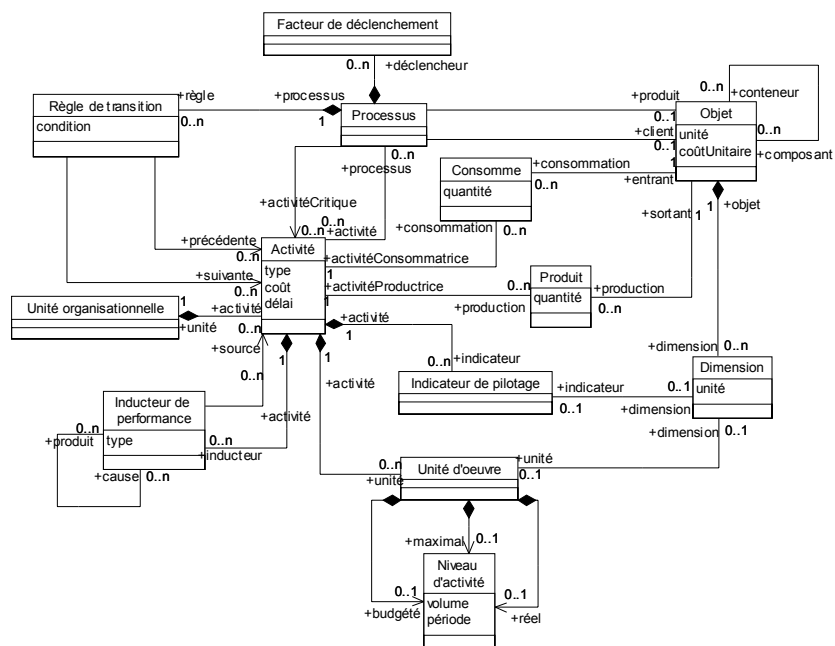 Facteur de déclenchement
0..n
+déclencheur
0..n
+conteneur
+règle
+processus
+produit
Règle de transition
condition
0..n
1
Processus
0..1
Objet
unité
coûtUnitaire
0..n
+composant
+client
0..1
0..n
+processus
Consomme
quantité
+consommation
0..n
1
+entrant
+sortant
1
1
+objet
+activitéCritique
0..n
0..n
+activité
+consommation
0..n
+précédente
0..n
Activité
type
coût
délai
+activitéConsommatrice
1
+suivante
0..n
+activitéProductrice
1
0..n
Produit
quantité
+production
0..n
+production
Unité organisationnelle
1
+activité
+unité
0..n
+activité
1
+source
0..n
1
1
+indicateur
0..n
+dimension
0..n
Dimension
unité
Indicateur de pilotage
+indicateur
0..1
0..1
+dimension
Inducteur de
performance
type
+activité
+activité
0..n
+produit
0..n
+inducteur
+cause
0..n
+dimension
0..1
0..n
+unité
Unité d'oeuvre
+unité
0..1
+maximal
0..1
Niveau
d'activité
volume
période
0..1
+budgété
0..1
+réel